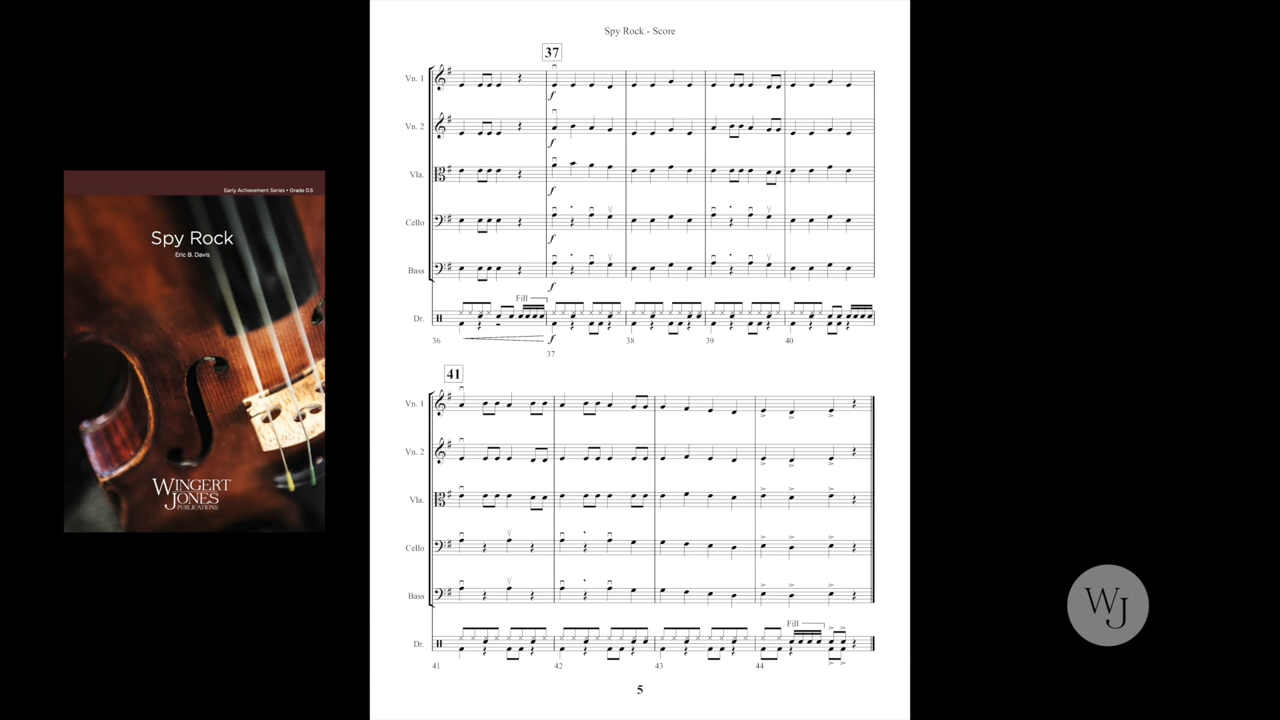 Early Achievement Series • Grade 0.5
Spy Rock
Eric B. Davis
WINGERT
JONES
PUBLICATIONS
Spy Rock - Score
37
Vn. 1
f
Vn. 2
f
Vla.
f
Cello
f
Bass
f
Fill
Dr.
f
36
37
38
39
40
41
Vn. 1
Vn. 2
Vla.
Cello
Bass
Fill
Dr.
41
42
43
44
5
WJ